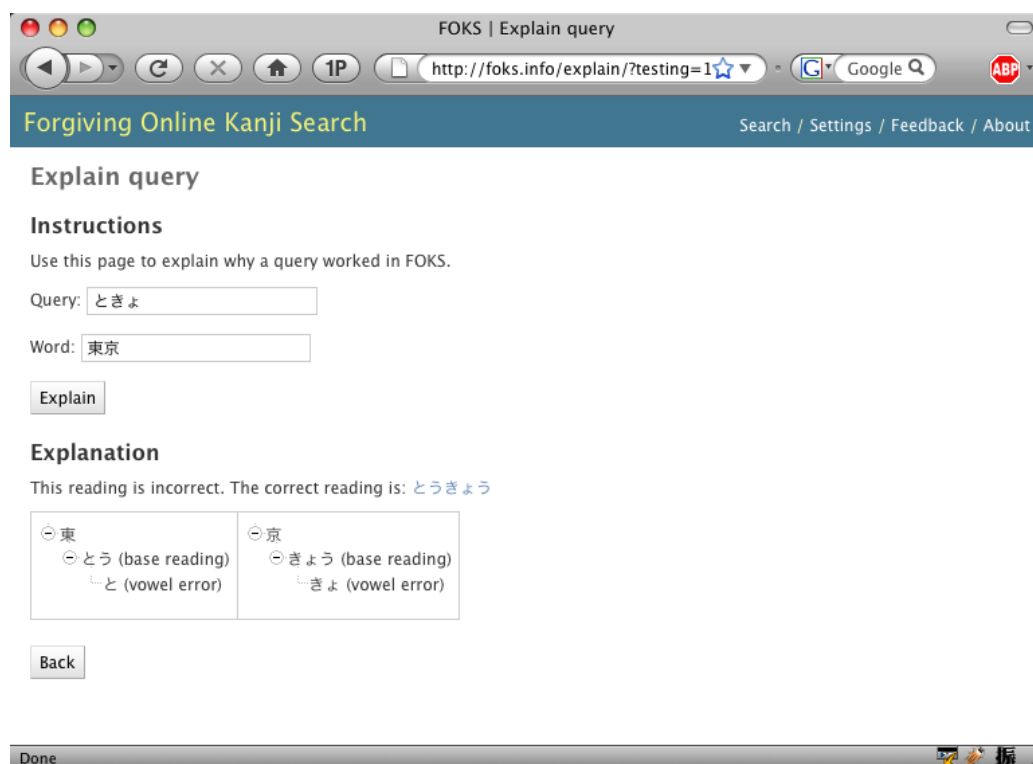 FOKS | Explain query
1P http://foks.info/explain/?testing=1 G Google ABP
Forgiving Online Kanji Search Search / Settings / Feedback / About
Explain query
Instructions
Use this page to explain why a query worked in FOKS.
Query: ときょ
Word: 東京
Explain
Explanation
This reading is incorrect. The correct reading is: とうきょう
東 京
とう (base reading) きょう (base reading)
と (vowel error) きょ (vowel error)
Back
Done 振